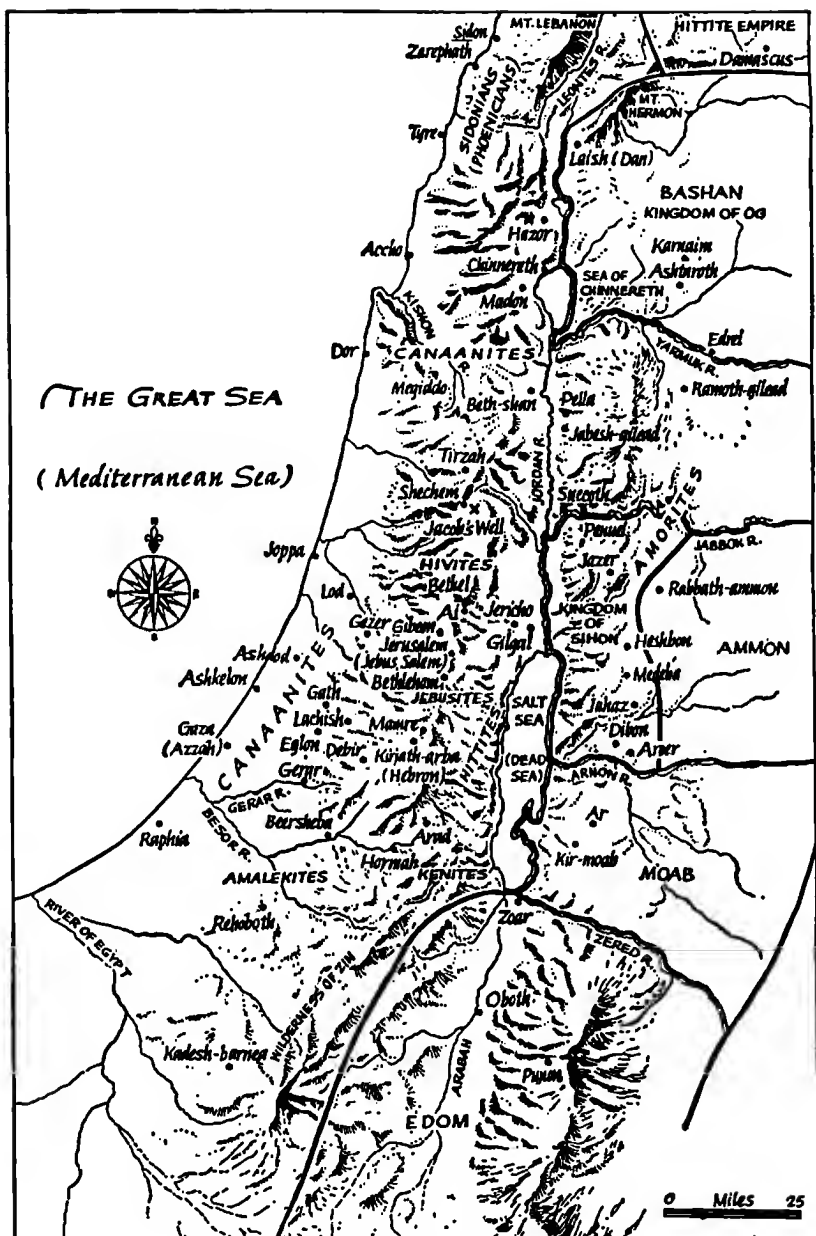 MT. LEBANON
HITTITE EMPIRE
Sidon
Zarephath
Damascus
LEONTES R.
SIDONIANS
(PHOENICIANS)
MT.
HERMON
Tyre
Laish (Dan)
BASHAN
KINGDOM OF OG
Hazor
Karnaim
Accho
Chinnereth
Ashtaroth
SEA OF
CHINNERETH
Madon
KISHON
R.
Dor
CANAANITES
Edrei
YARMUK R.
Megiddo
Beth-shan
Pella
Ramoth-gilead
THE GREAT SEA
(Mediterranean Sea)
Jabesh-gilead
Tirzah
JORDAN R.
Shechem
Succoth
AMORITES
Jacob's Well
Penuel
JABBOK R.
Joppa
HIVITES
Jazer
Bethel
Lod
Rabbath-ammon
Ai
Jericho
KINGDOM
OF
SIHON
Gezer
Gibeon
Gilgal
Jerusalem
(Jebus, Salem)
Heshbon
AMMON
Ashdod
Bethlehem
Medeba
Ashkelon
JEBUSITES
CANAANITES
Gath
SALT
SEA
(DEAD
SEA)
Jahaz
Lachish
Mamre
Dibon
Gaza
(Azzah)
Eglon
Debir
Kirjath-arba
(Hebron)
HITTITES
Aroer
Gerar
ARNON R.
GERAR R.
BESOR R.
Beersheba
Ar
Raphia
Arad
Hormah
Kir-moab
AMALEKITES
KENITES
MOAB
Rehoboth
Zoar
RIVER OF EGYPT
ZERED R.
WILDERNESS OF ZIN
Oboth
Kadesh-barnea
ARABAH
Punon
EDOM
0 Miles 25